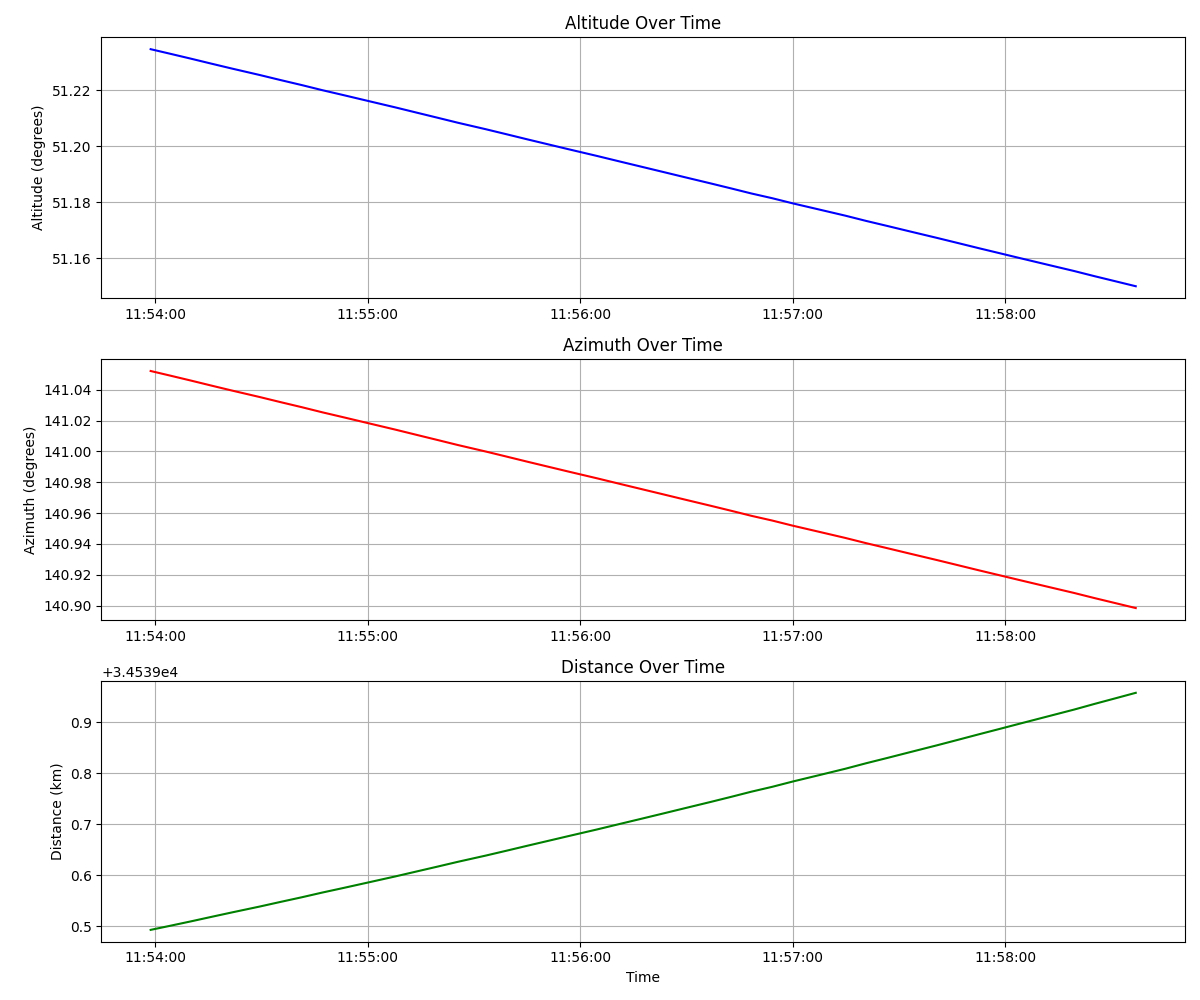 Altitude Over Time
Altitude (degrees)
51.22
51.20
51.18
51.16
11:54:00 11:55:00 11:56:00 11:57:00 11:58:00
Azimuth Over Time
Azimuth (degrees)
141.04
141.02
141.00
140.98
140.96
140.94
140.92
140.90
11:54:00 11:55:00 11:56:00 11:57:00 11:58:00
Distance Over Time
+3.4539e4
Distance (km)
0.9
0.8
0.7
0.6
0.5
11:54:00 11:55:00 11:56:00 11:57:00 11:58:00
Time